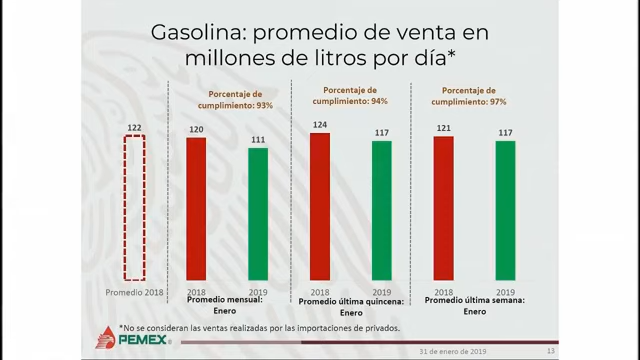 Gasolina: promedio de venta en
millones de litros por día*
Porcentaje de
cumplimiento: 93%
Porcentaje de
cumplimiento: 94%
Porcentaje de
cumplimiento: 97%
122
120
111
124
117
121
117
Promedio 2018
2018
2019
2018
2019
2018
2019
Promedio mensual:
Enero
Promedio última quincena:
Enero
Promedio última semana:
Enero
*No se consideran las ventas realizadas por las importaciones de privados.
PEMEX
31 de enero de 2019
13